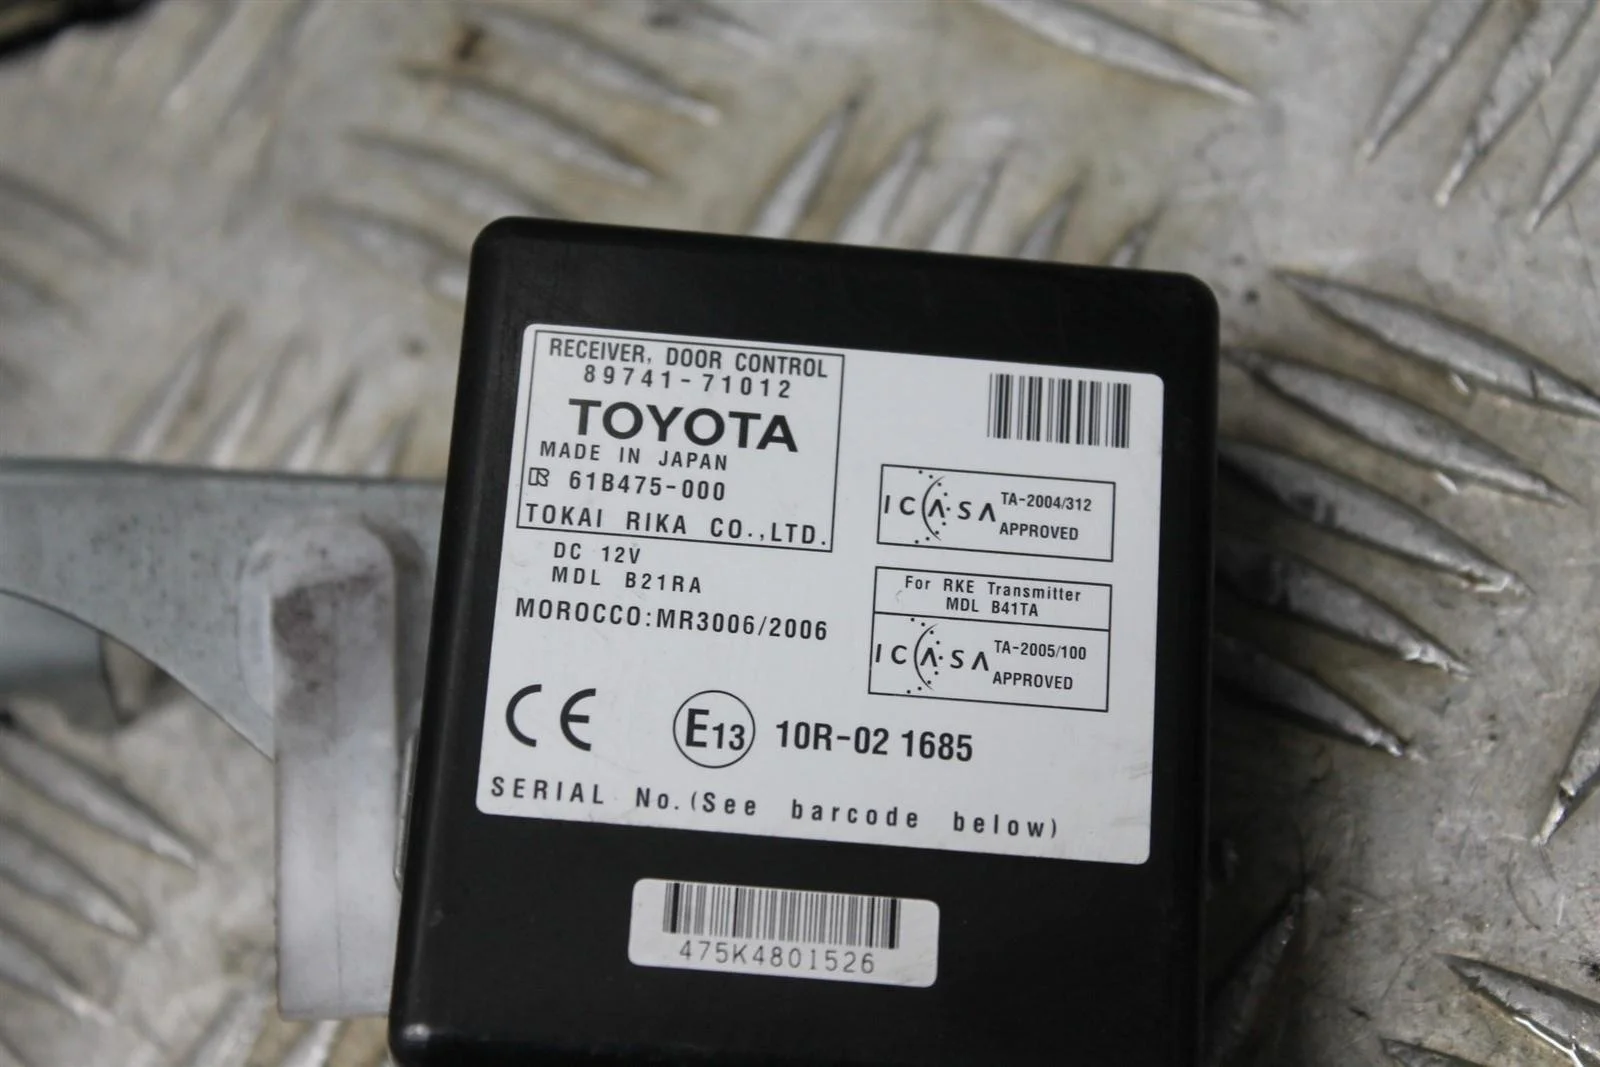 RECEIVER, DOOR CONTROL
89741-71012
TOYOTA
MADE IN JAPAN
R 61B475-000
TOKAI RIKA CO.,LTD.
DC 12V
MDL B21RA
MOROCCO:MR3006/2006
ICASA TA-2004/312
APPROVED
For RKE Transmitter
MDL B41TA
ICASA TA-2005/100
APPROVED
CE E13 10R-02 1685
SERIAL No.(See barcode below)
475K4801526